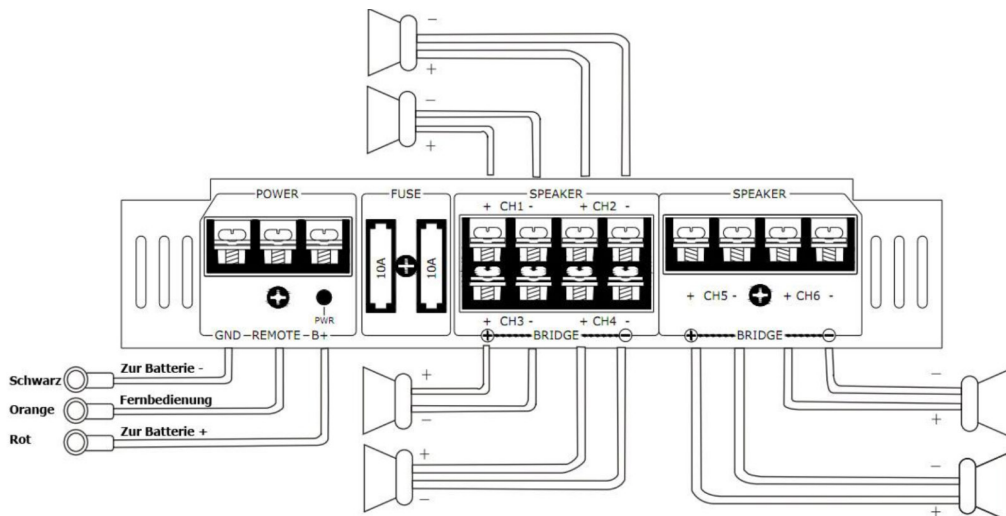 -
+
-
+
POWER
FUSE
SPEAKER
SPEAKER
+ CH1 - + CH2 -
10A
10A
PWR
+ CH5 - + CH6 -
+ CH3 - + CH4 -
GND -REMOTE -B+
+ BRIDGE -
+ BRIDGE -
Schwarz
Zur Batterie -
Orange
Fernbedienung
Rot
Zur Batterie +
+
-
+
-
-
+
-
+